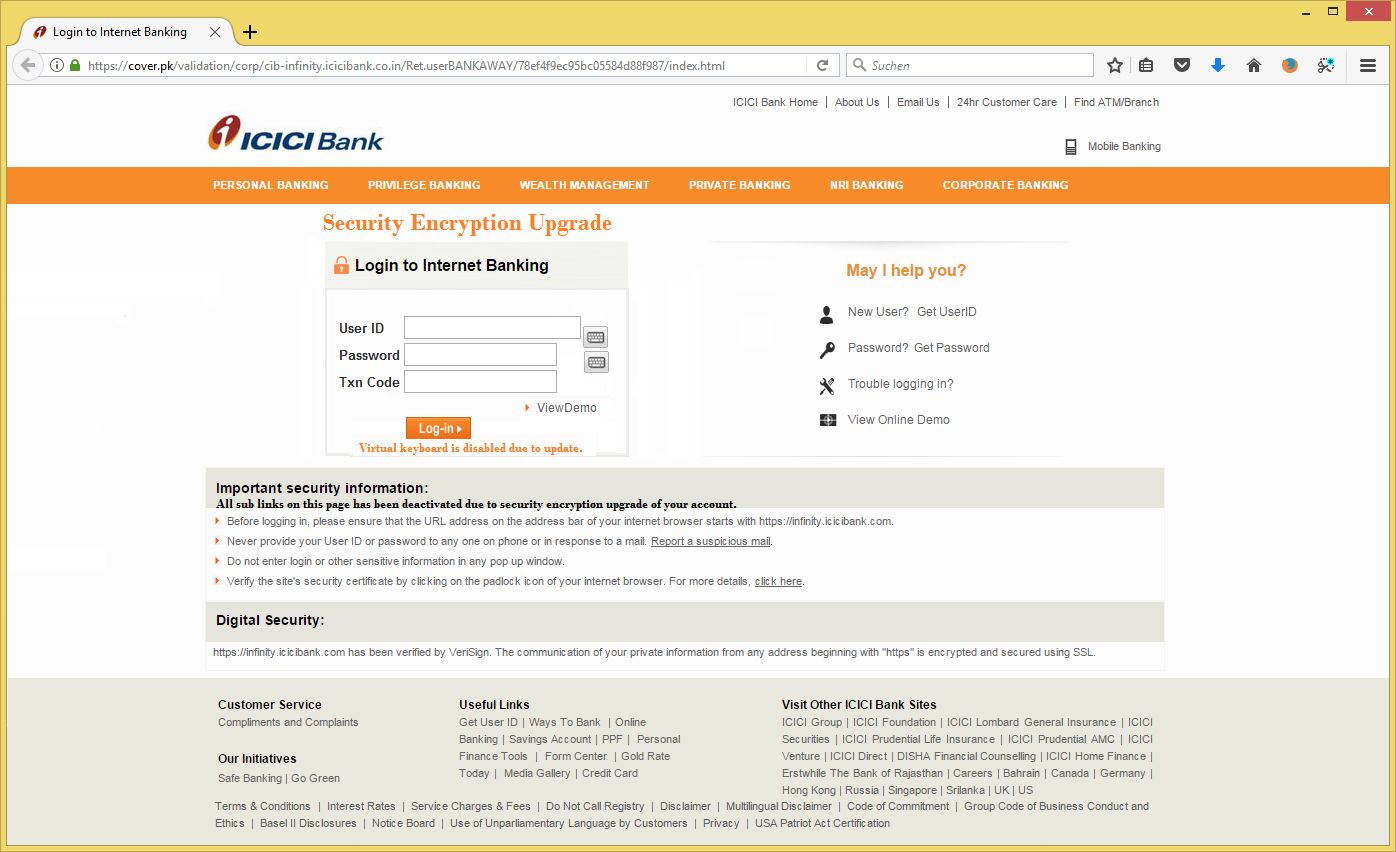 Login to Internet Banking
https://cover.pk/validation/corp/cib-infinity.icicibank.co.in/Ret.userBANKAWAY/78ef4f9ec95bc05584d88f987/index.html
Suchen
ICICI Bank Home | About Us | Email Us | 24hr Customer Care | Find ATM/Branch
ICICI Bank
Mobile Banking
PERSONAL BANKING PRIVILEGE BANKING WEALTH MANAGEMENT PRIVATE BANKING NRI BANKING CORPORATE BANKING
Security Encryption Upgrade
Login to Internet Banking
User ID
Password
Txn Code
ViewDemo
Log-in
Virtual keyboard is disabled due to update.
May I help you?
New User? Get UserID
Password? Get Password
Trouble logging in?
View Online Demo
Important security information:
All sub links on this page has been deactivated due to security encryption upgrade of your account.
Before logging in, please ensure that the URL address on the address bar of your internet browser starts with https://infinity.icicibank.com.
Never provide your User ID or password to any one on phone or in response to a mail. Report a suspicious mail.
Do not enter login or other sensitive information in any pop up window.
Verify the site's security certificate by clicking on the padlock icon of your internet browser. For more details, click here.
Digital Security:
https://infinity.icicibank.com has been verified by VeriSign. The communication of your private information from any address beginning with "https" is encrypted and secured using SSL.
Customer Service
Compliments and Complaints
Our Initiatives
Safe Banking | Go Green
Useful Links
Get User ID | Ways To Bank | Online
Banking | Savings Account | PPF | Personal
Finance Tools | Form Center | Gold Rate
Today | Media Gallery | Credit Card
Visit Other ICICI Bank Sites
ICICI Group | ICICI Foundation | ICICI Lombard General Insurance | ICICI
Securities | ICICI Prudential Life Insurance | ICICI Prudential AMC | ICICI
Venture | ICICI Direct | DISHA Financial Counselling | ICICI Home Finance |
Erstwhile The Bank of Rajasthan | Careers | Bahrain | Canada | Germany |
Hong Kong | Russia | Singapore | Srilanka | UK | US
Terms & Conditions | Interest Rates | Service Charges & Fees | Do Not Call Registry | Disclaimer | Multilingual Disclaimer | Code of Commitment | Group Code of Business Conduct and
Ethics | Basel II Disclosures | Notice Board | Use of Unparliamentary Language by Customers | Privacy | USA Patriot Act Certification